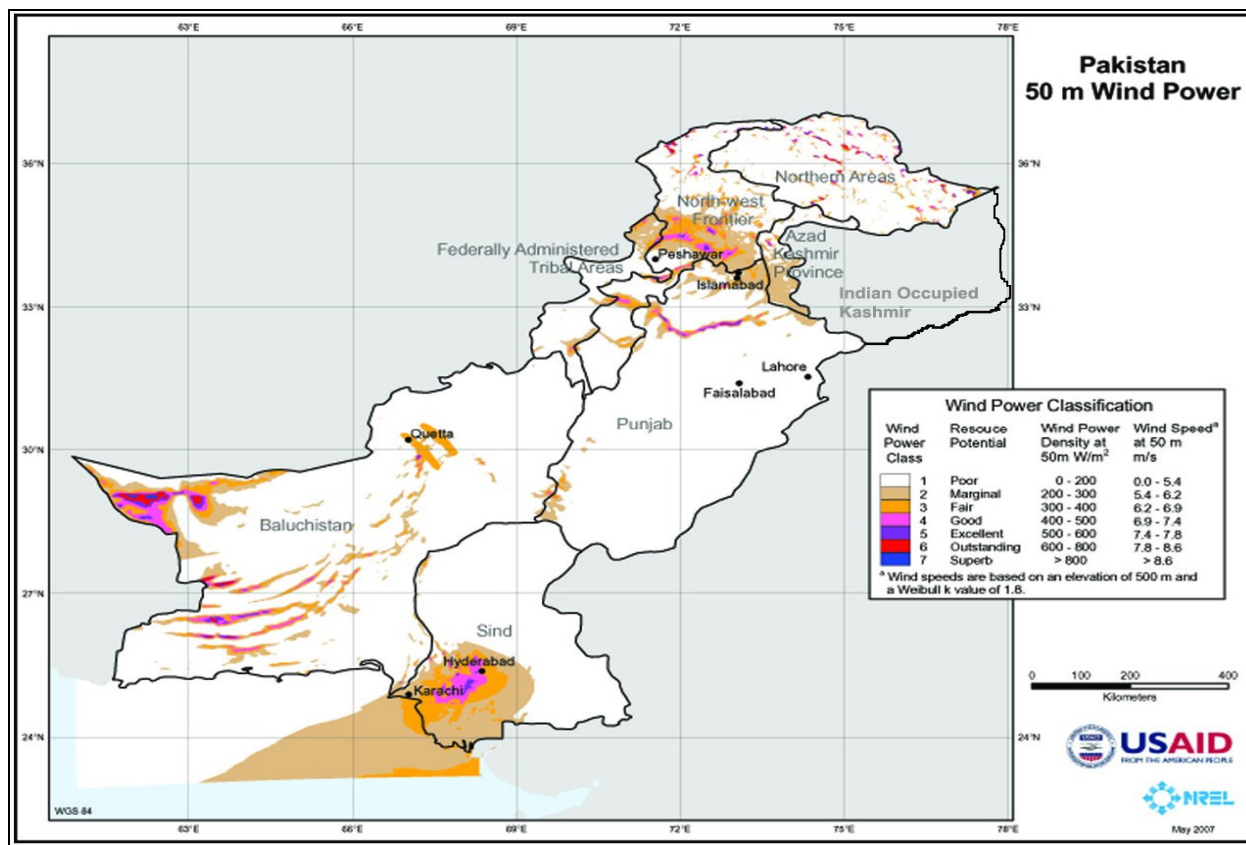 63°E 66°E 69°E 72°E 75°E 78°E
Pakistan
50 m Wind Power
36°N 36°N
Northern Areas
North-west
Frontier
Azad
Kashmir
Province
Federally Administered
Tribal Areas
Peshawar
Islamabad
Indian Occupied
Kashmir
33°N 33°N
Lahore
Faisalabad
Punjab
Quetta
30°N
Baluchistan
27°N
Sind
Hyderabad
Karachi
24°N 24°N
Wind Power Classification
Wind Power Class
Resouce Potential
Wind Power Density at 50m W/m²
Wind Speedᵃ at 50 m m/s
1 Poor 0 - 200 0.0 - 5.4
2 Marginal 200 - 300 5.4 - 6.2
3 Fair 300 - 400 6.2 - 6.9
4 Good 400 - 500 6.9 - 7.4
5 Excellent 500 - 600 7.4 - 7.8
6 Outstanding 600 - 800 7.8 - 8.6
7 Superb > 800 > 8.6
ᵃ Wind speeds are based on an elevation of 500 m and
a Weibull k value of 1.8.
0 100 200 400
Kilometers
USAID
FROM THE AMERICAN PEOPLE
NREL
May 2007
WGS-84
63°E 66°E 69°E 72°E 75°E 78°E